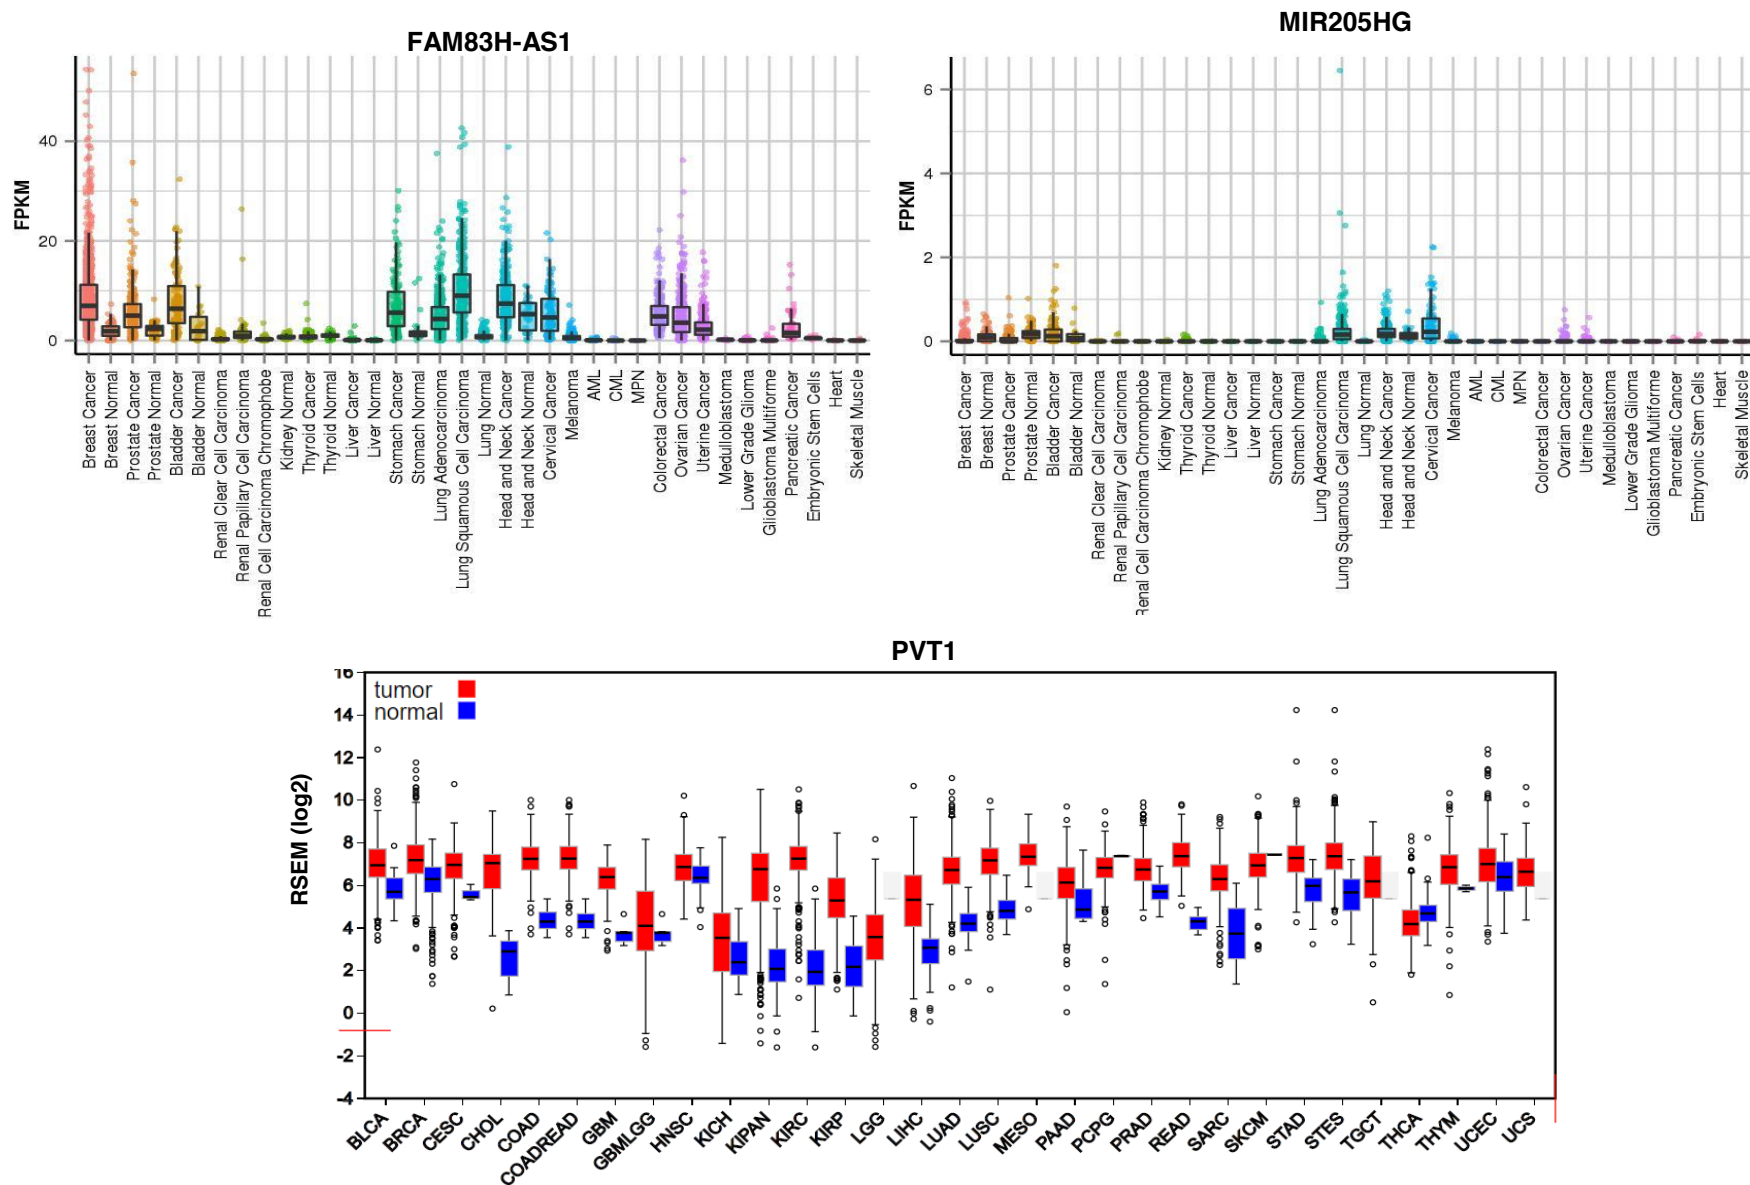 FAM83H-AS1
FPKM
40
20
0
Breast Cancer
Breast Normal
Prostate Cancer
Prostate Normal
Bladder Cancer
Bladder Normal
Renal Clear Cell Carcinoma
Renal Papillary Cell Carcinoma
Renal Cell Carcinoma Chromophobe
Kidney Normal
Thyroid Cancer
Thyroid Normal
Liver Cancer
Liver Normal
Stomach Cancer
Stomach Normal
Lung Adenocarcinoma
Lung Squamous Cell Carcinoma
Lung Normal
Head and Neck Cancer
Head and Neck Normal
Cervical Cancer
Melanoma
AML
CML
MPN
Colorectal Cancer
Ovarian Cancer
Uterine Cancer
Medulloblastoma
Lower Grade Glioma
Glioblastoma Multiforme
Pancreatic Cancer
Embryonic Stem Cells
Heart
Skeletal Muscle
MIR205HG
FPKM
6
4
2
0
Breast Cancer
Breast Normal
Prostate Cancer
Prostate Normal
Bladder Cancer
Bladder Normal
Renal Clear Cell Carcinoma
Renal Papillary Cell Carcinoma
Renal Cell Carcinoma Chromophobe
Kidney Normal
Thyroid Cancer
Thyroid Normal
Liver Cancer
Liver Normal
Stomach Cancer
Stomach Normal
Lung Adenocarcinoma
Lung Squamous Cell Carcinoma
Lung Normal
Head and Neck Cancer
Head and Neck Normal
Cervical Cancer
Melanoma
AML
CML
MPN
Colorectal Cancer
Ovarian Cancer
Uterine Cancer
Medulloblastoma
Lower Grade Glioma
Glioblastoma Multiforme
Pancreatic Cancer
Embryonic Stem Cells
Heart
Skeletal Muscle
PVT1
tumor
normal
RSEM (log2)
16
14
12
10
8
6
4
2
0
-2
-4
BLCA
BRCA
CESC
CHOL
COAD
COADREAD
GBM
GBMLGG
HNSC
KICH
KIPAN
KIRC
KIRP
LGG
LIHC
LUAD
LUSC
MESO
PAAD
PCPG
PRAD
READ
SARC
SKCM
STAD
STES
TGCT
THCA
THYM
UCEC
UCS